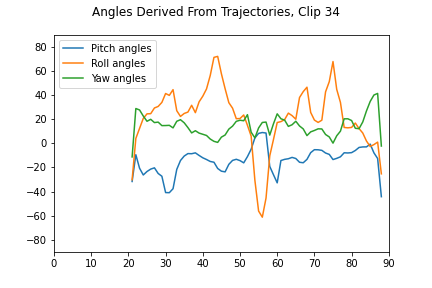 Angles Derived From Trajectories, Clip 34
Pitch angles
Roll angles
Yaw angles
80
60
40
20
0
−20
−40
−60
−80
0 10 20 30 40 50 60 70 80 90